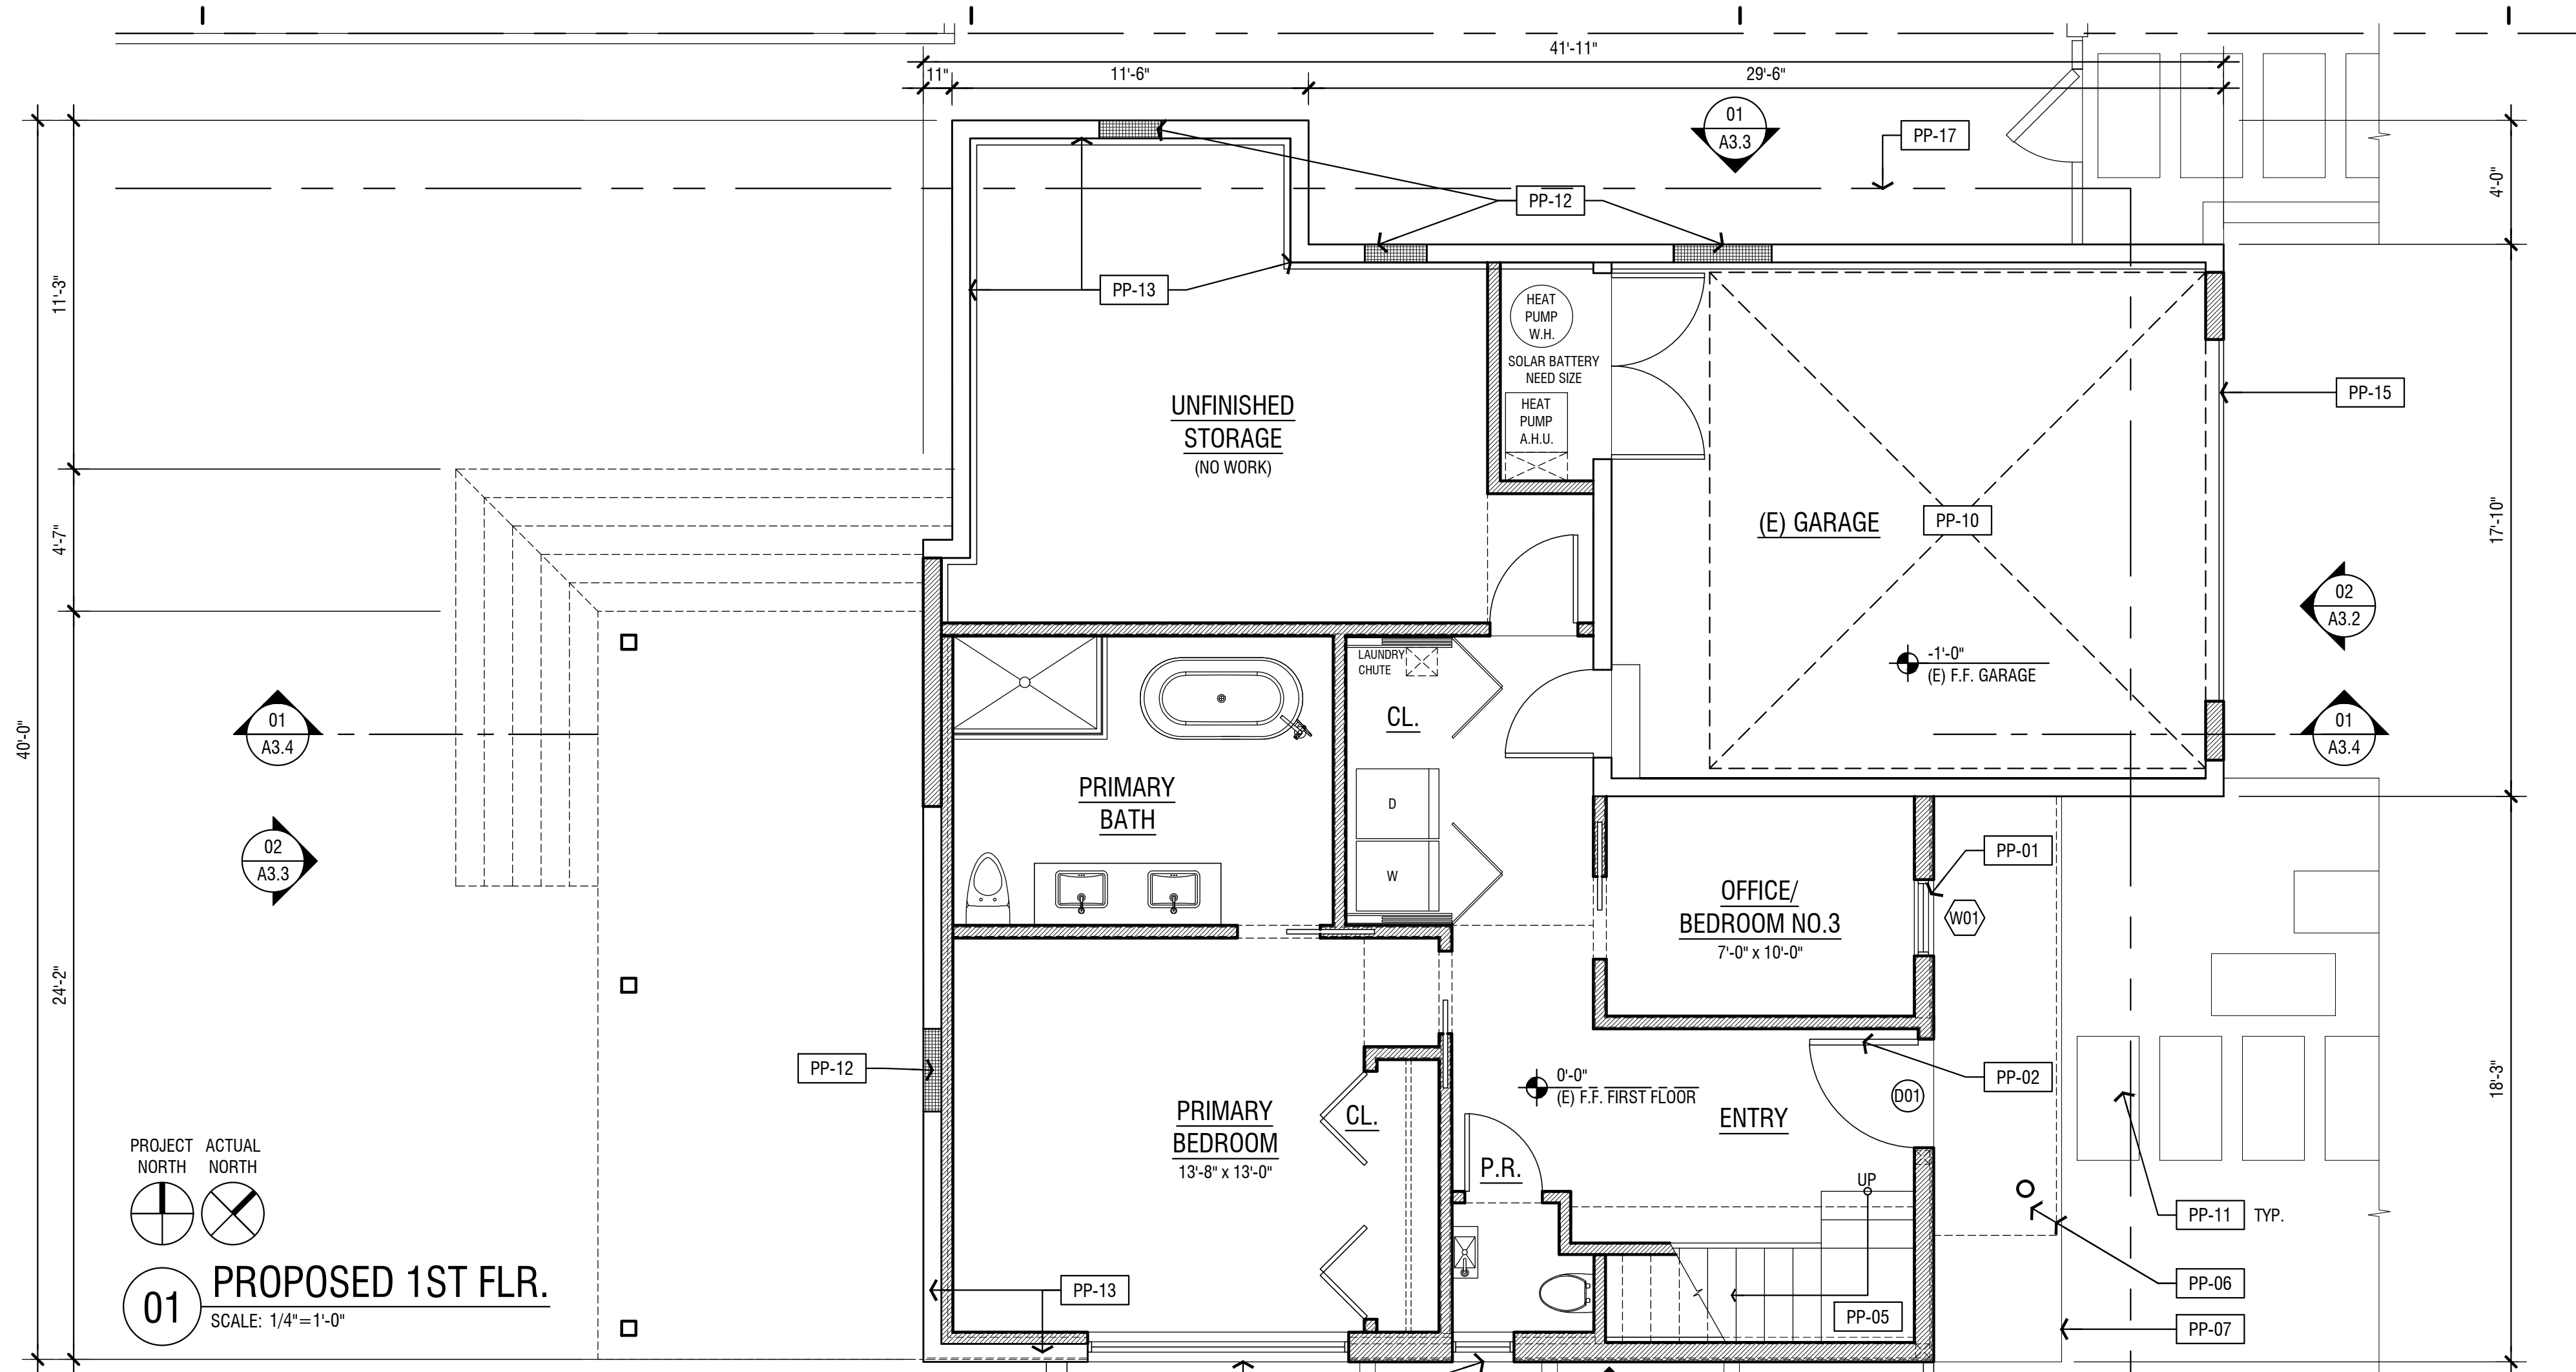 41'-11"
11"
11'-6"
29'-6"
01
A3.3
PP-17
4'-0"
PP-12
11'-3"
PP-13
HEAT
PUMP
W.H.
SOLAR BATTERY
NEED SIZE
HEAT
PUMP
A.H.U.
PP-15
UNFINISHED
STORAGE
(NO WORK)
(E) GARAGE
PP-10
17'-10"
4'-7"
02
A3.2
LAUNDRY
CHUTE
-1'-0"
(E) F.F. GARAGE
01
A3.4
CL.
01
A3.4
40'-0"
PRIMARY
BATH
D
W
02
A3.3
PP-01
OFFICE/
BEDROOM NO.3
7'-0" x 10'-0"
W01
24'-2"
PP-12
0'-0"
(E) F.F. FIRST FLOOR
PP-02
D01
18'-3"
PRIMARY
BEDROOM
13'-8" x 13'-0"
CL.
ENTRY
PROJECT
NORTH
ACTUAL
NORTH
P.R.
UP
PP-11 TYP.
PP-06
PP-13
PP-05
PP-07
01
PROPOSED 1ST FLR.
SCALE: 1/4"=1'-0"